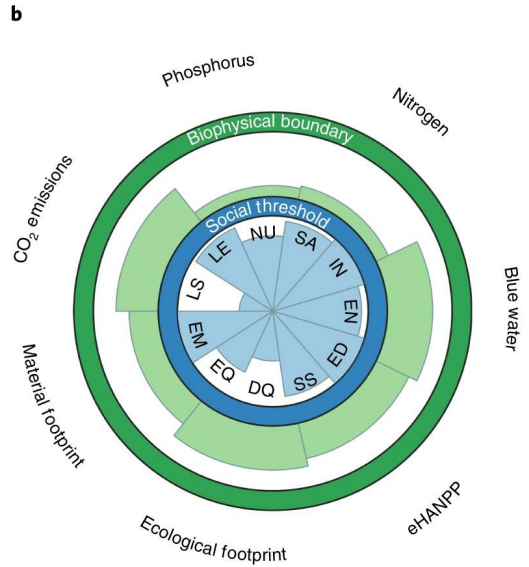 b
Phosphorus
Nitrogen
Blue water
eHANPP
Ecological footprint
Material footprint
CO₂ emissions
Biophysical boundary
Social threshold
NU
SA
IN
EN
ED
SS
DQ
EQ
EM
LS
LE